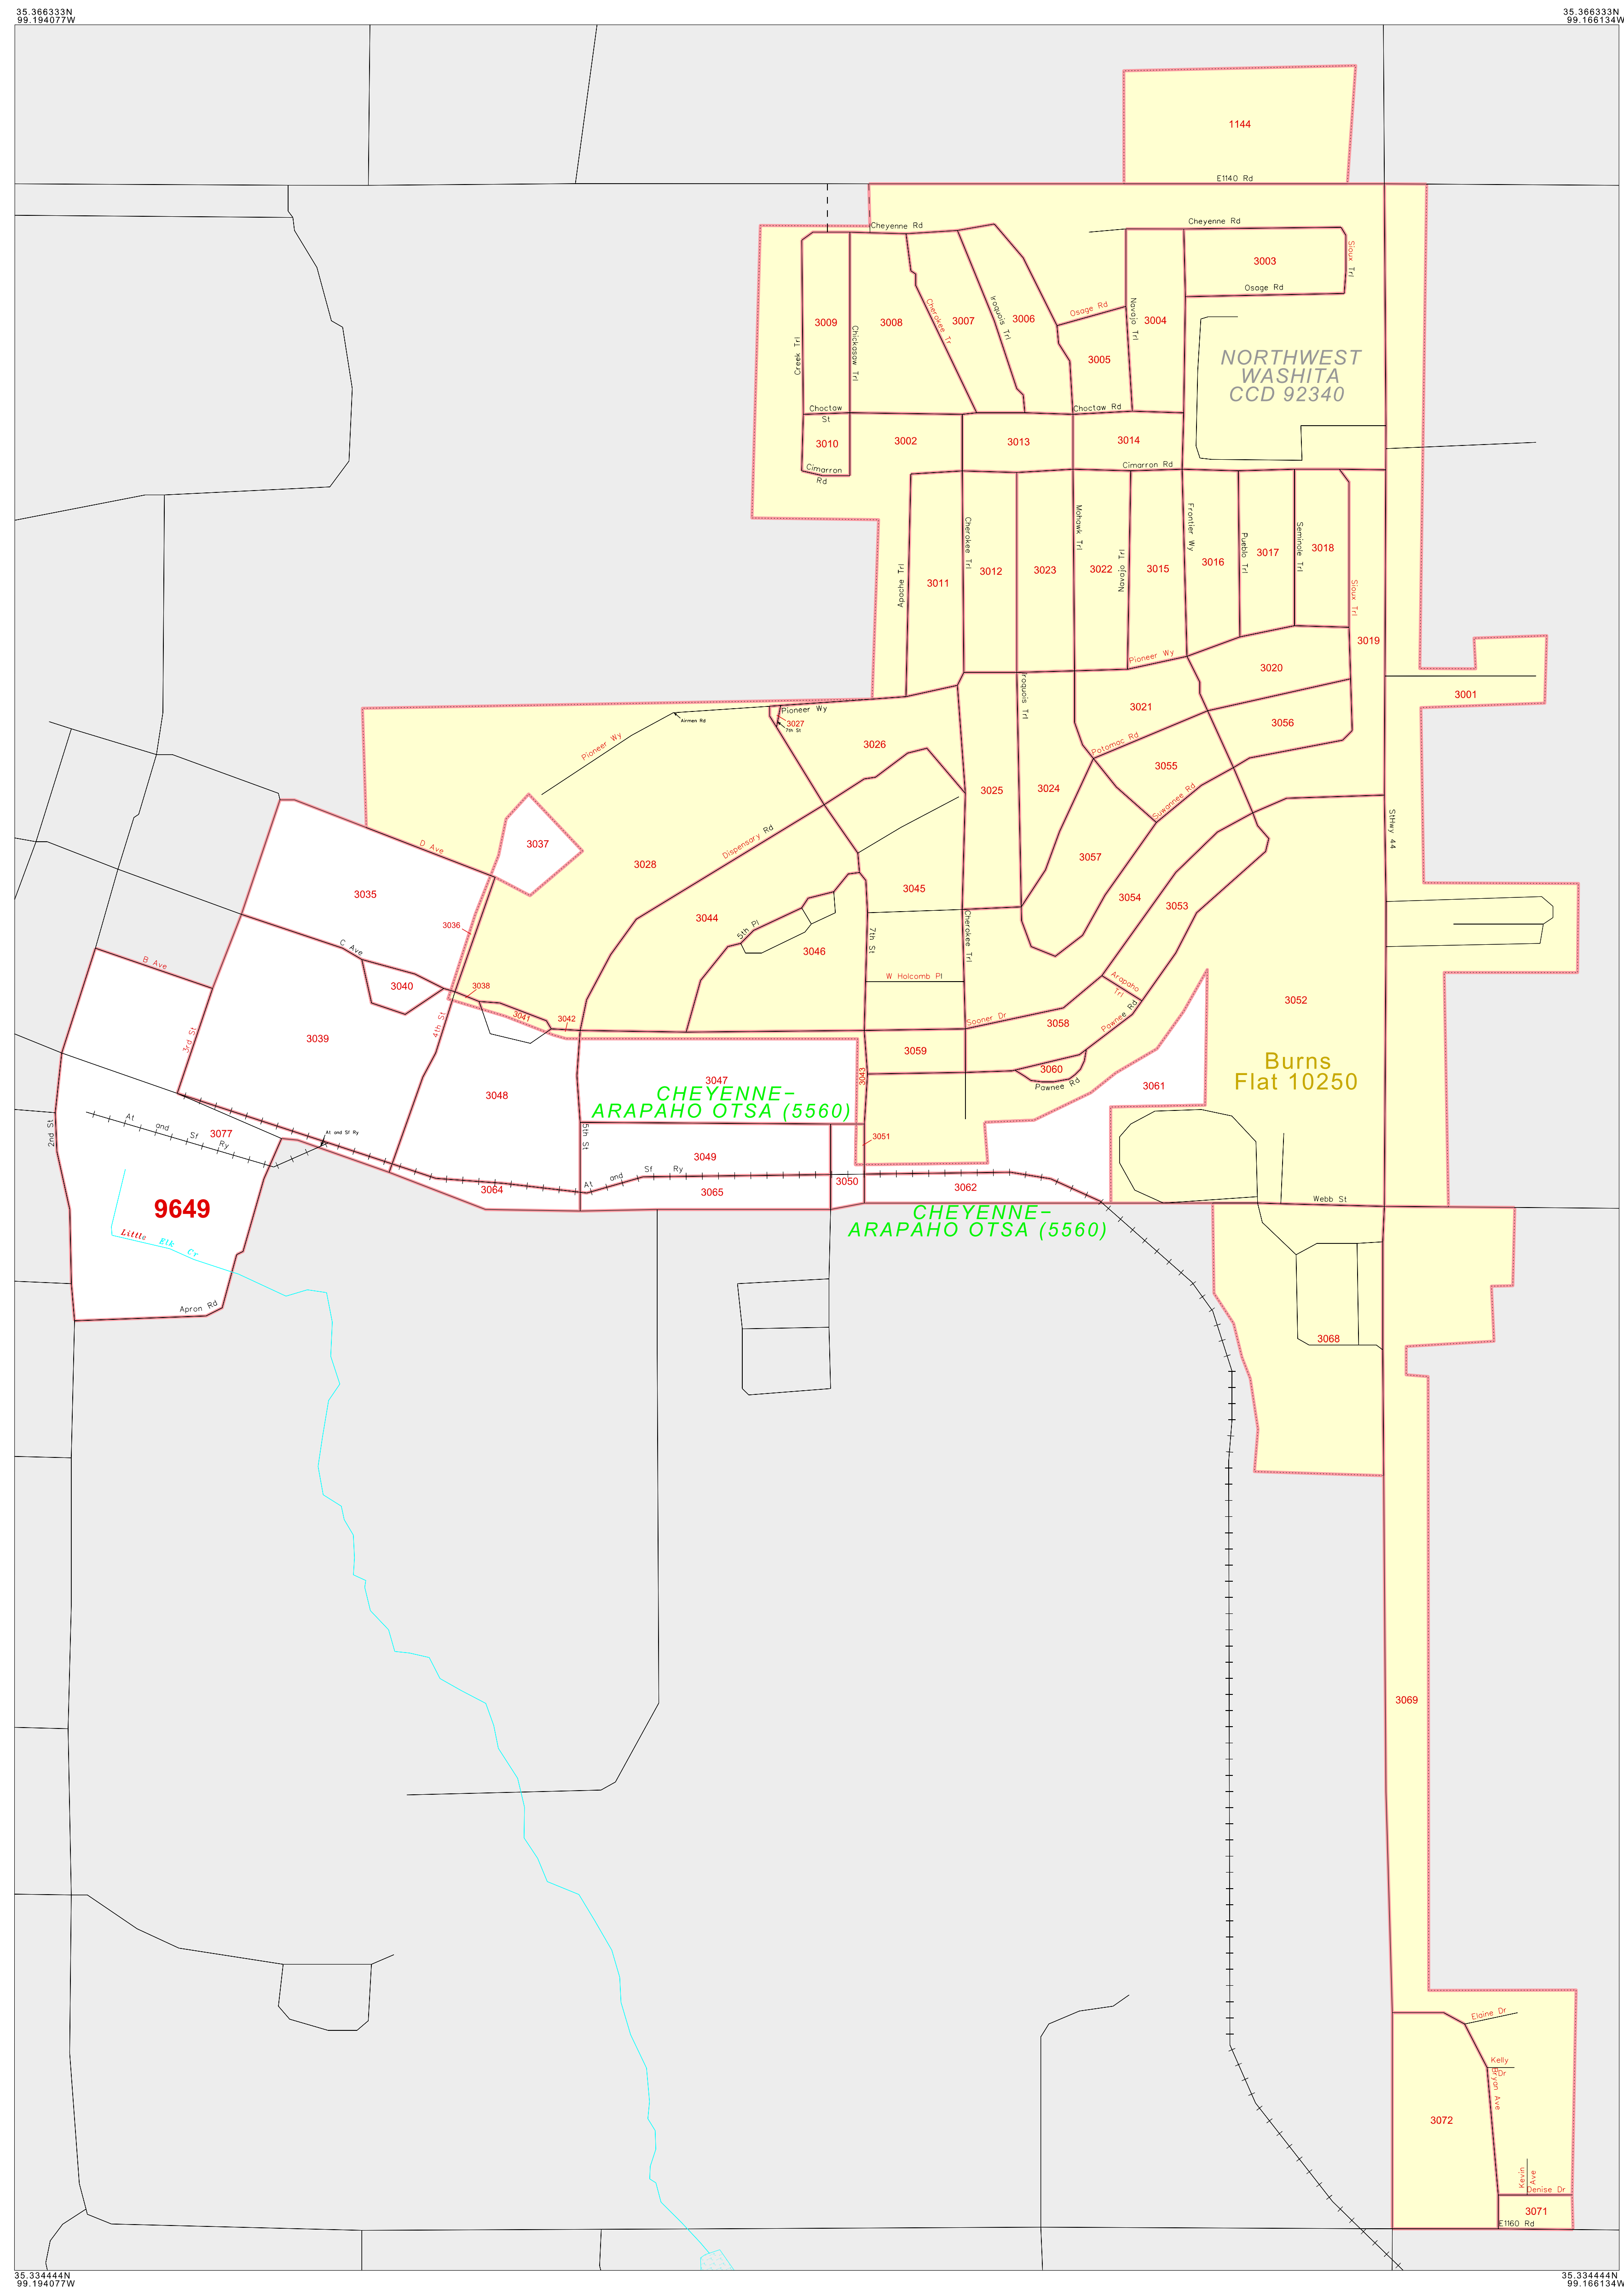 35.366333N
99.194077W
35.366333N
99.166134W
1144
E1140 Rd
Cheyenne Rd
Cheyenne Rd
Sioux Trl
3003
Osage Rd
Osage Rd
Creek Trl
3009
Chickasaw Trl
3008
Cherokee Tr
3007
Iroquois Trl
3006
Navajo Trl
3004
3005
NORTHWEST
WASHITA
CCD 92340
Choctaw
St
Choctaw Rd
3010
3002
3013
3014
Cimarron
Rd
Cimarron Rd
Apache Trl
3011
Cherokee Trl
3012
3023
Mohawk Trl
3022
Navajo Trl
3015
Frontier Wy
3016
Pueblo Trl
3017
Seminole Trl
3018
Sioux Trl
3019
Pioneer Wy
3020
3001
Iroquois Trl
3021
3056
Potomac Rd
3055
Suwannee Rd
Pioneer Wy
Airmen Rd
Pioneer Wy
3027
7th St
3026
3025
3024
StHwy 44
D Ave
3037
3028
Dispensary Rd
3057
3035
3045
3054
3053
3036
3044
5th Pl
3046
7th St
Cherokee Trl
C Ave
B Ave
3040
3038
W Holcomb Pl
Arapaho
Trl
3052
3041
3042
Sooner Dr
3058
Pawnee Rd
3rd St
3039
4th St
3059
3060
Pawnee Rd
3061
Burns
Flat 10250
3043
3047
CHEYENNE-
ARAPAHO OTSA (5560)
3048
2nd St
At and Sf Ry
3077
At and Sf Ry
5th St
3051
3049
At and Sf Ry
3064
3065
3050
3062
Webb St
9649
CHEYENNE-
ARAPAHO OTSA (5560)
Little Elk Cr
Apron Rd
3068
3069
Elaine Dr
Kelly
Dr
Bryan Ave
3072
Kevin
Ave
Denise Dr
3071
E1160 Rd
35.334444N
99.194077W
35.334444N
99.166134W